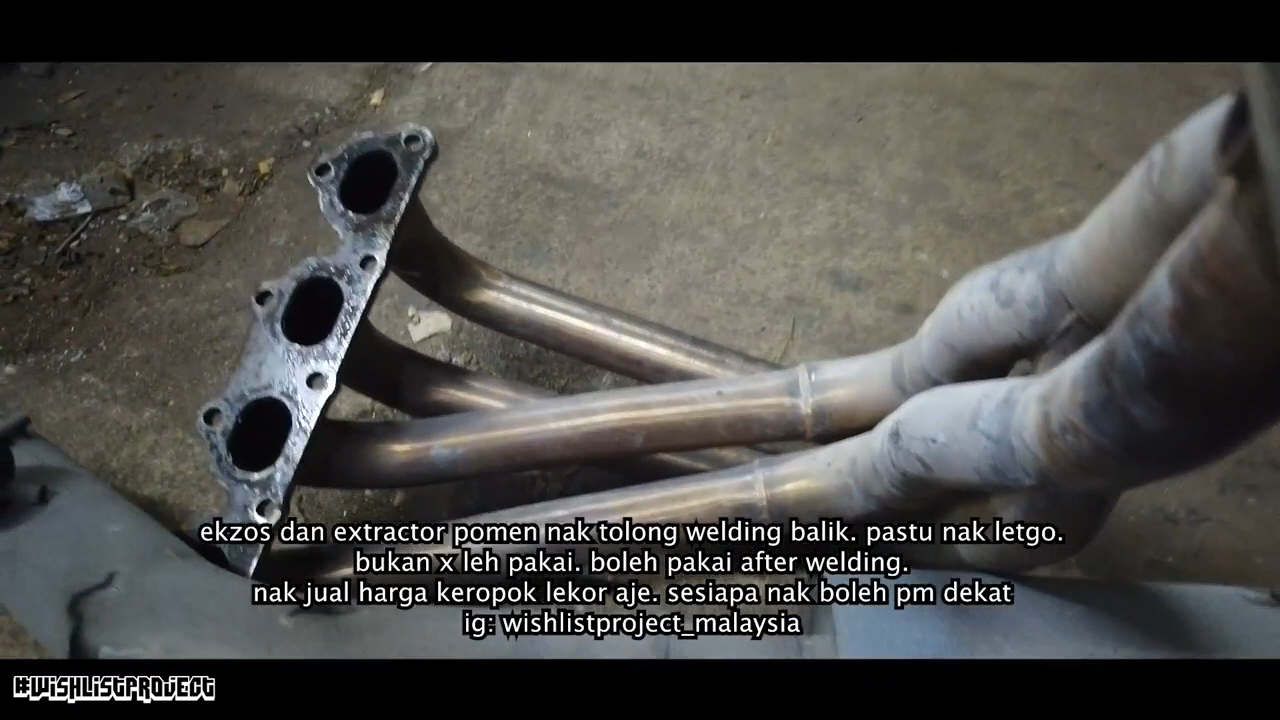 ekzos dan extractor pomen nak tolong welding balik. pastu nak letgo.
bukan x leh pakai. boleh pakai after welding.
nak jual harga keropok lekor aje. sesiapa nak boleh pm dekat
ig: wishlistproject_malaysia
#WISHLISTPROJECT